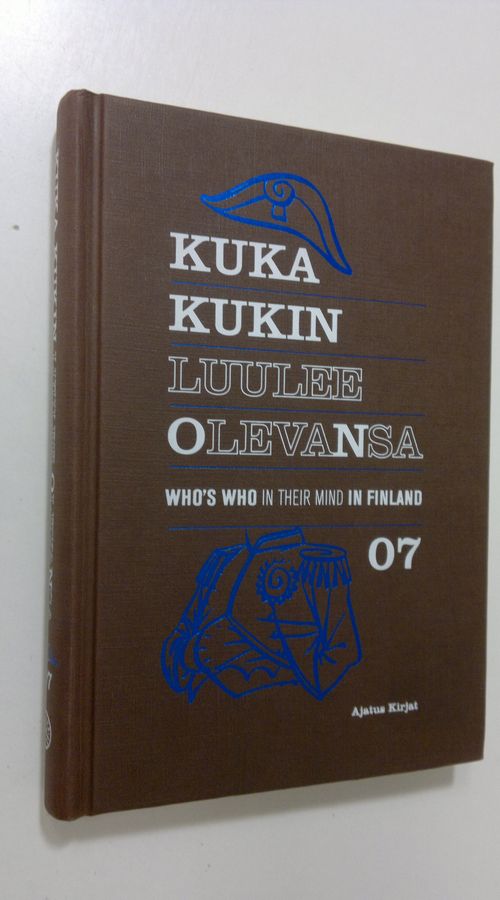 KUKA
KUKIN
LUULEE
OLEVANSA
WHO'S WHO IN THEIR MIND IN FINLAND
07
Ajatus Kirjat